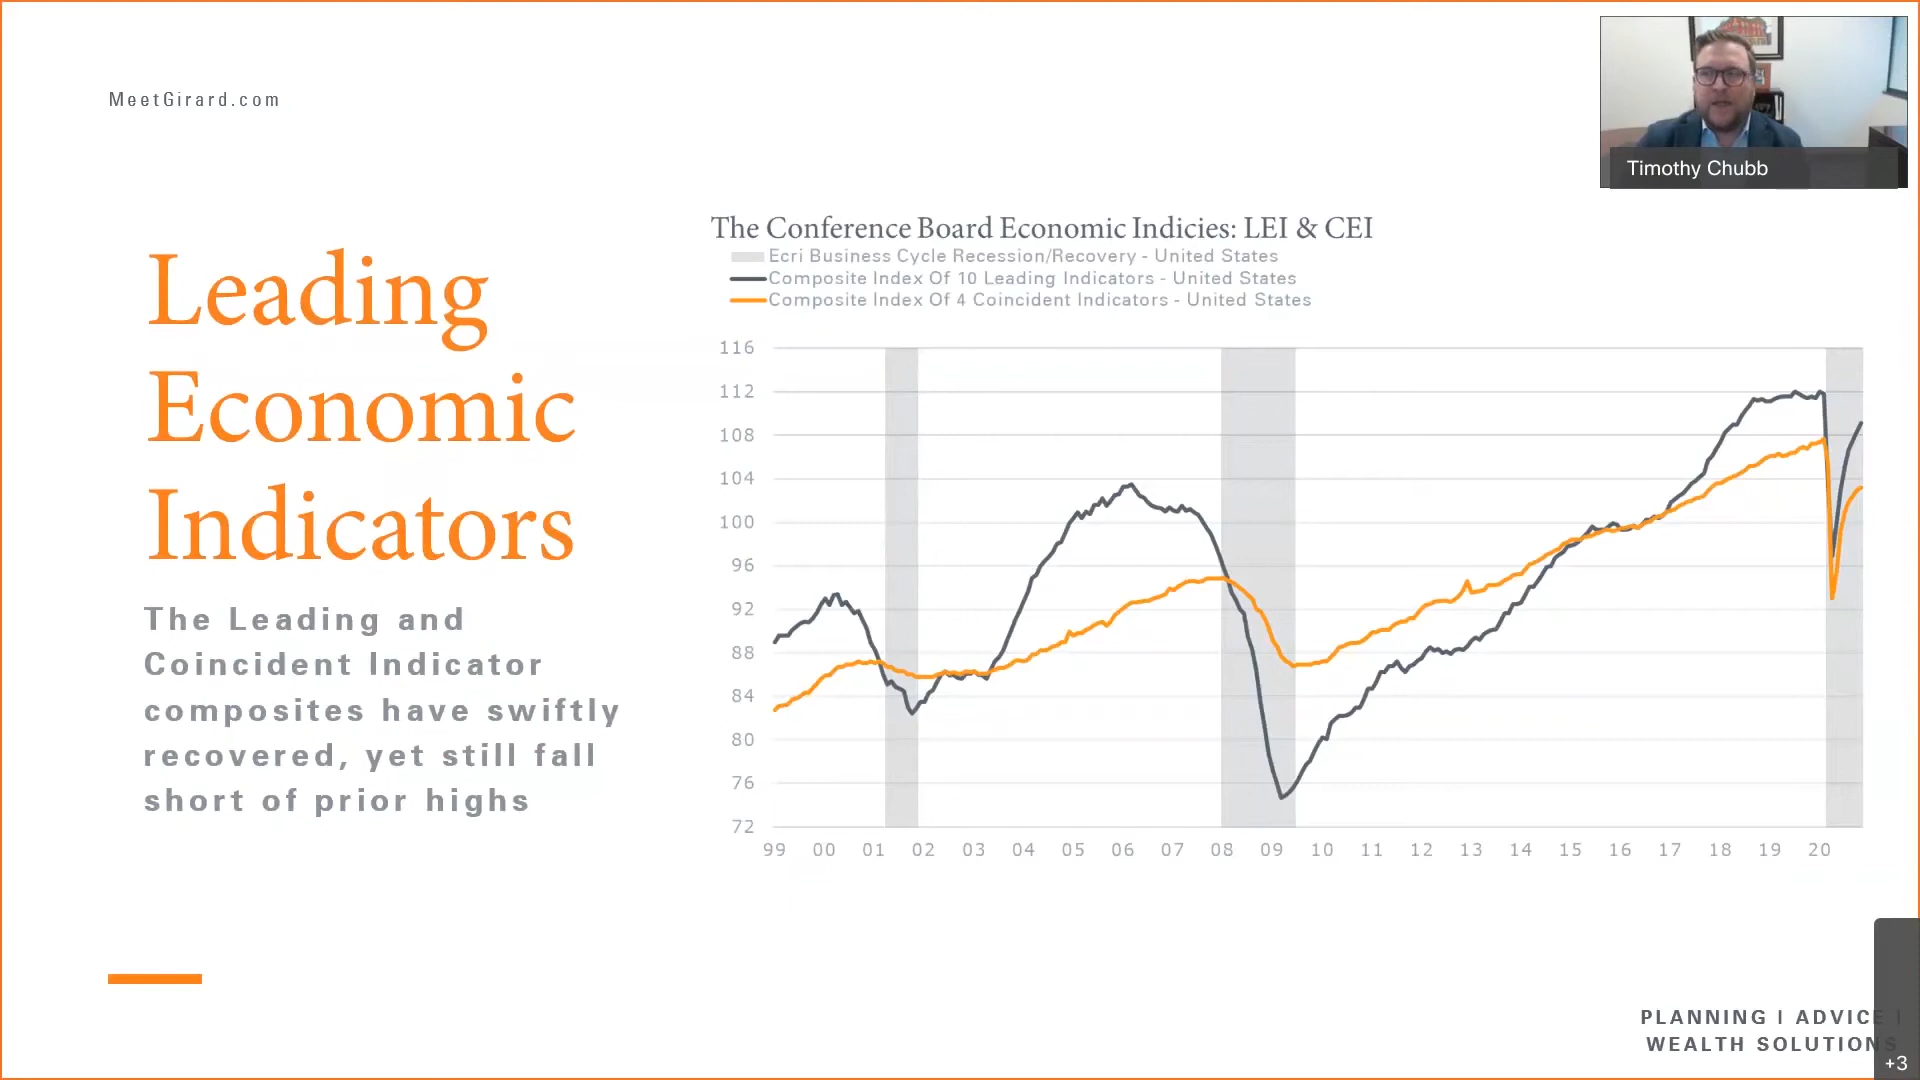 MeetGirard.com
Timothy Chubb
Leading
Economic
Indicators
The Leading and
Coincident Indicator
composites have swiftly
recovered, yet still fall
short of prior highs
The Conference Board Economic Indicies: LEI & CEI
Ecri Business Cycle Recession/Recovery - United States
Composite Index Of 10 Leading Indicators - United States
Composite Index Of 4 Coincident Indicators - United States
116
112
108
104
100
96
92
88
84
80
76
72
99 00 01 02 03 04 05 06 07 08 09 10 11 12 13 14 15 16 17 18 19 20
PLANNING | ADVICE |
WEALTH SOLUTIONS
+3